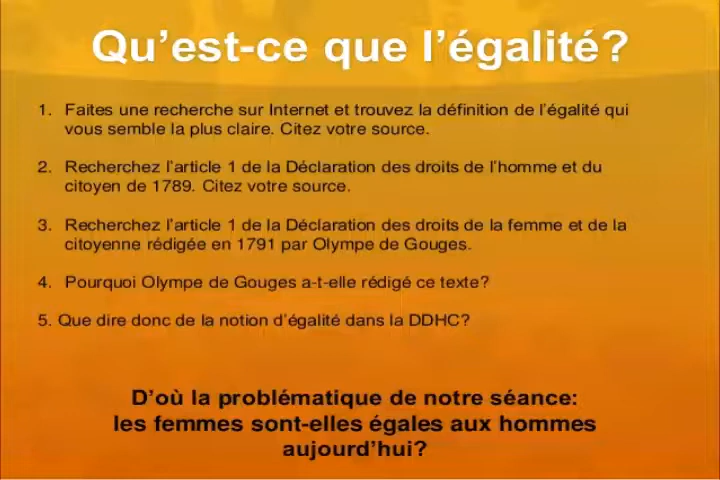 Qu’est-ce que l’égalité?
1. Faites une recherche sur Internet et trouvez la définition de l’égalité qui
vous semble la plus claire. Citez votre source.
2. Recherchez l’article 1 de la Déclaration des droits de l’homme et du
citoyen de 1789. Citez votre source.
3. Recherchez l’article 1 de la Déclaration des droits de la femme et de la
citoyenne rédigée en 1791 par Olympe de Gouges.
4. Pourquoi Olympe de Gouges a-t-elle rédigé ce texte?
5. Que dire donc de la notion d’égalité dans la DDHC?
D’où la problématique de notre séance:
les femmes sont-elles égales aux hommes
aujourd’hui?